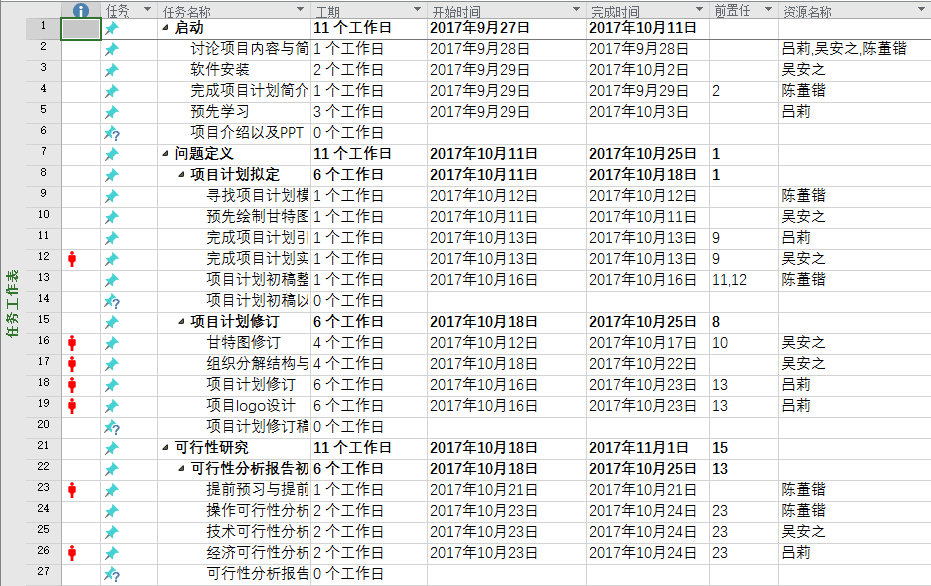 任务 任务名称 工期 开始时间 完成时间 前置任 资源名称
1 启动 11 个工作日 2017年9月27日 2017年10月11日
2 讨论项目内容与简 1 个工作日 2017年9月28日 2017年9月28日 吕莉,吴安之,陈董锴
3 软件安装 2 个工作日 2017年9月29日 2017年10月2日 吴安之
4 完成项目计划简介 1 个工作日 2017年9月29日 2017年9月29日 2 陈董锴
5 预先学习 3 个工作日 2017年9月29日 2017年10月3日 吕莉
6 ? 项目介绍以及PPT 0 个工作日
7 问题定义 11 个工作日 2017年10月11日 2017年10月25日 1
8 项目计划拟定 6 个工作日 2017年10月11日 2017年10月18日 1
9 寻找项目计划模 1 个工作日 2017年10月12日 2017年10月12日 陈董锴
10 预先绘制甘特图 1 个工作日 2017年10月11日 2017年10月11日 吴安之
11 完成项目计划引 1 个工作日 2017年10月13日 2017年10月13日 9 吕莉
12 完成项目计划实 1 个工作日 2017年10月13日 2017年10月13日 9 吴安之
13 项目计划初稿整 1 个工作日 2017年10月16日 2017年10月16日 11,12 陈董锴
14 ? 项目计划初稿以 0 个工作日
15 项目计划修订 6 个工作日 2017年10月18日 2017年10月25日 8
16 甘特图修订 4 个工作日 2017年10月12日 2017年10月17日 10 吴安之
17 组织分解结构与 4 个工作日 2017年10月18日 2017年10月22日 吴安之
18 项目计划修订 6 个工作日 2017年10月16日 2017年10月23日 13 吕莉
19 项目logo设计 6 个工作日 2017年10月16日 2017年10月23日 13 吕莉
20 ? 项目计划修订稿 0 个工作日
21 可行性研究 11 个工作日 2017年10月18日 2017年11月1日 15
22 可行性分析报告初 6 个工作日 2017年10月18日 2017年10月25日 13
23 提前预习与提前 1 个工作日 2017年10月21日 2017年10月21日 陈董锴
24 操作可行性分析 2 个工作日 2017年10月23日 2017年10月24日 23 陈董锴
25 技术可行性分析 2 个工作日 2017年10月23日 2017年10月24日 23 吴安之
26 经济可行性分析 2 个工作日 2017年10月23日 2017年10月24日 23 吕莉
27 ? 可行性分析报告 0 个工作日
任务工作表